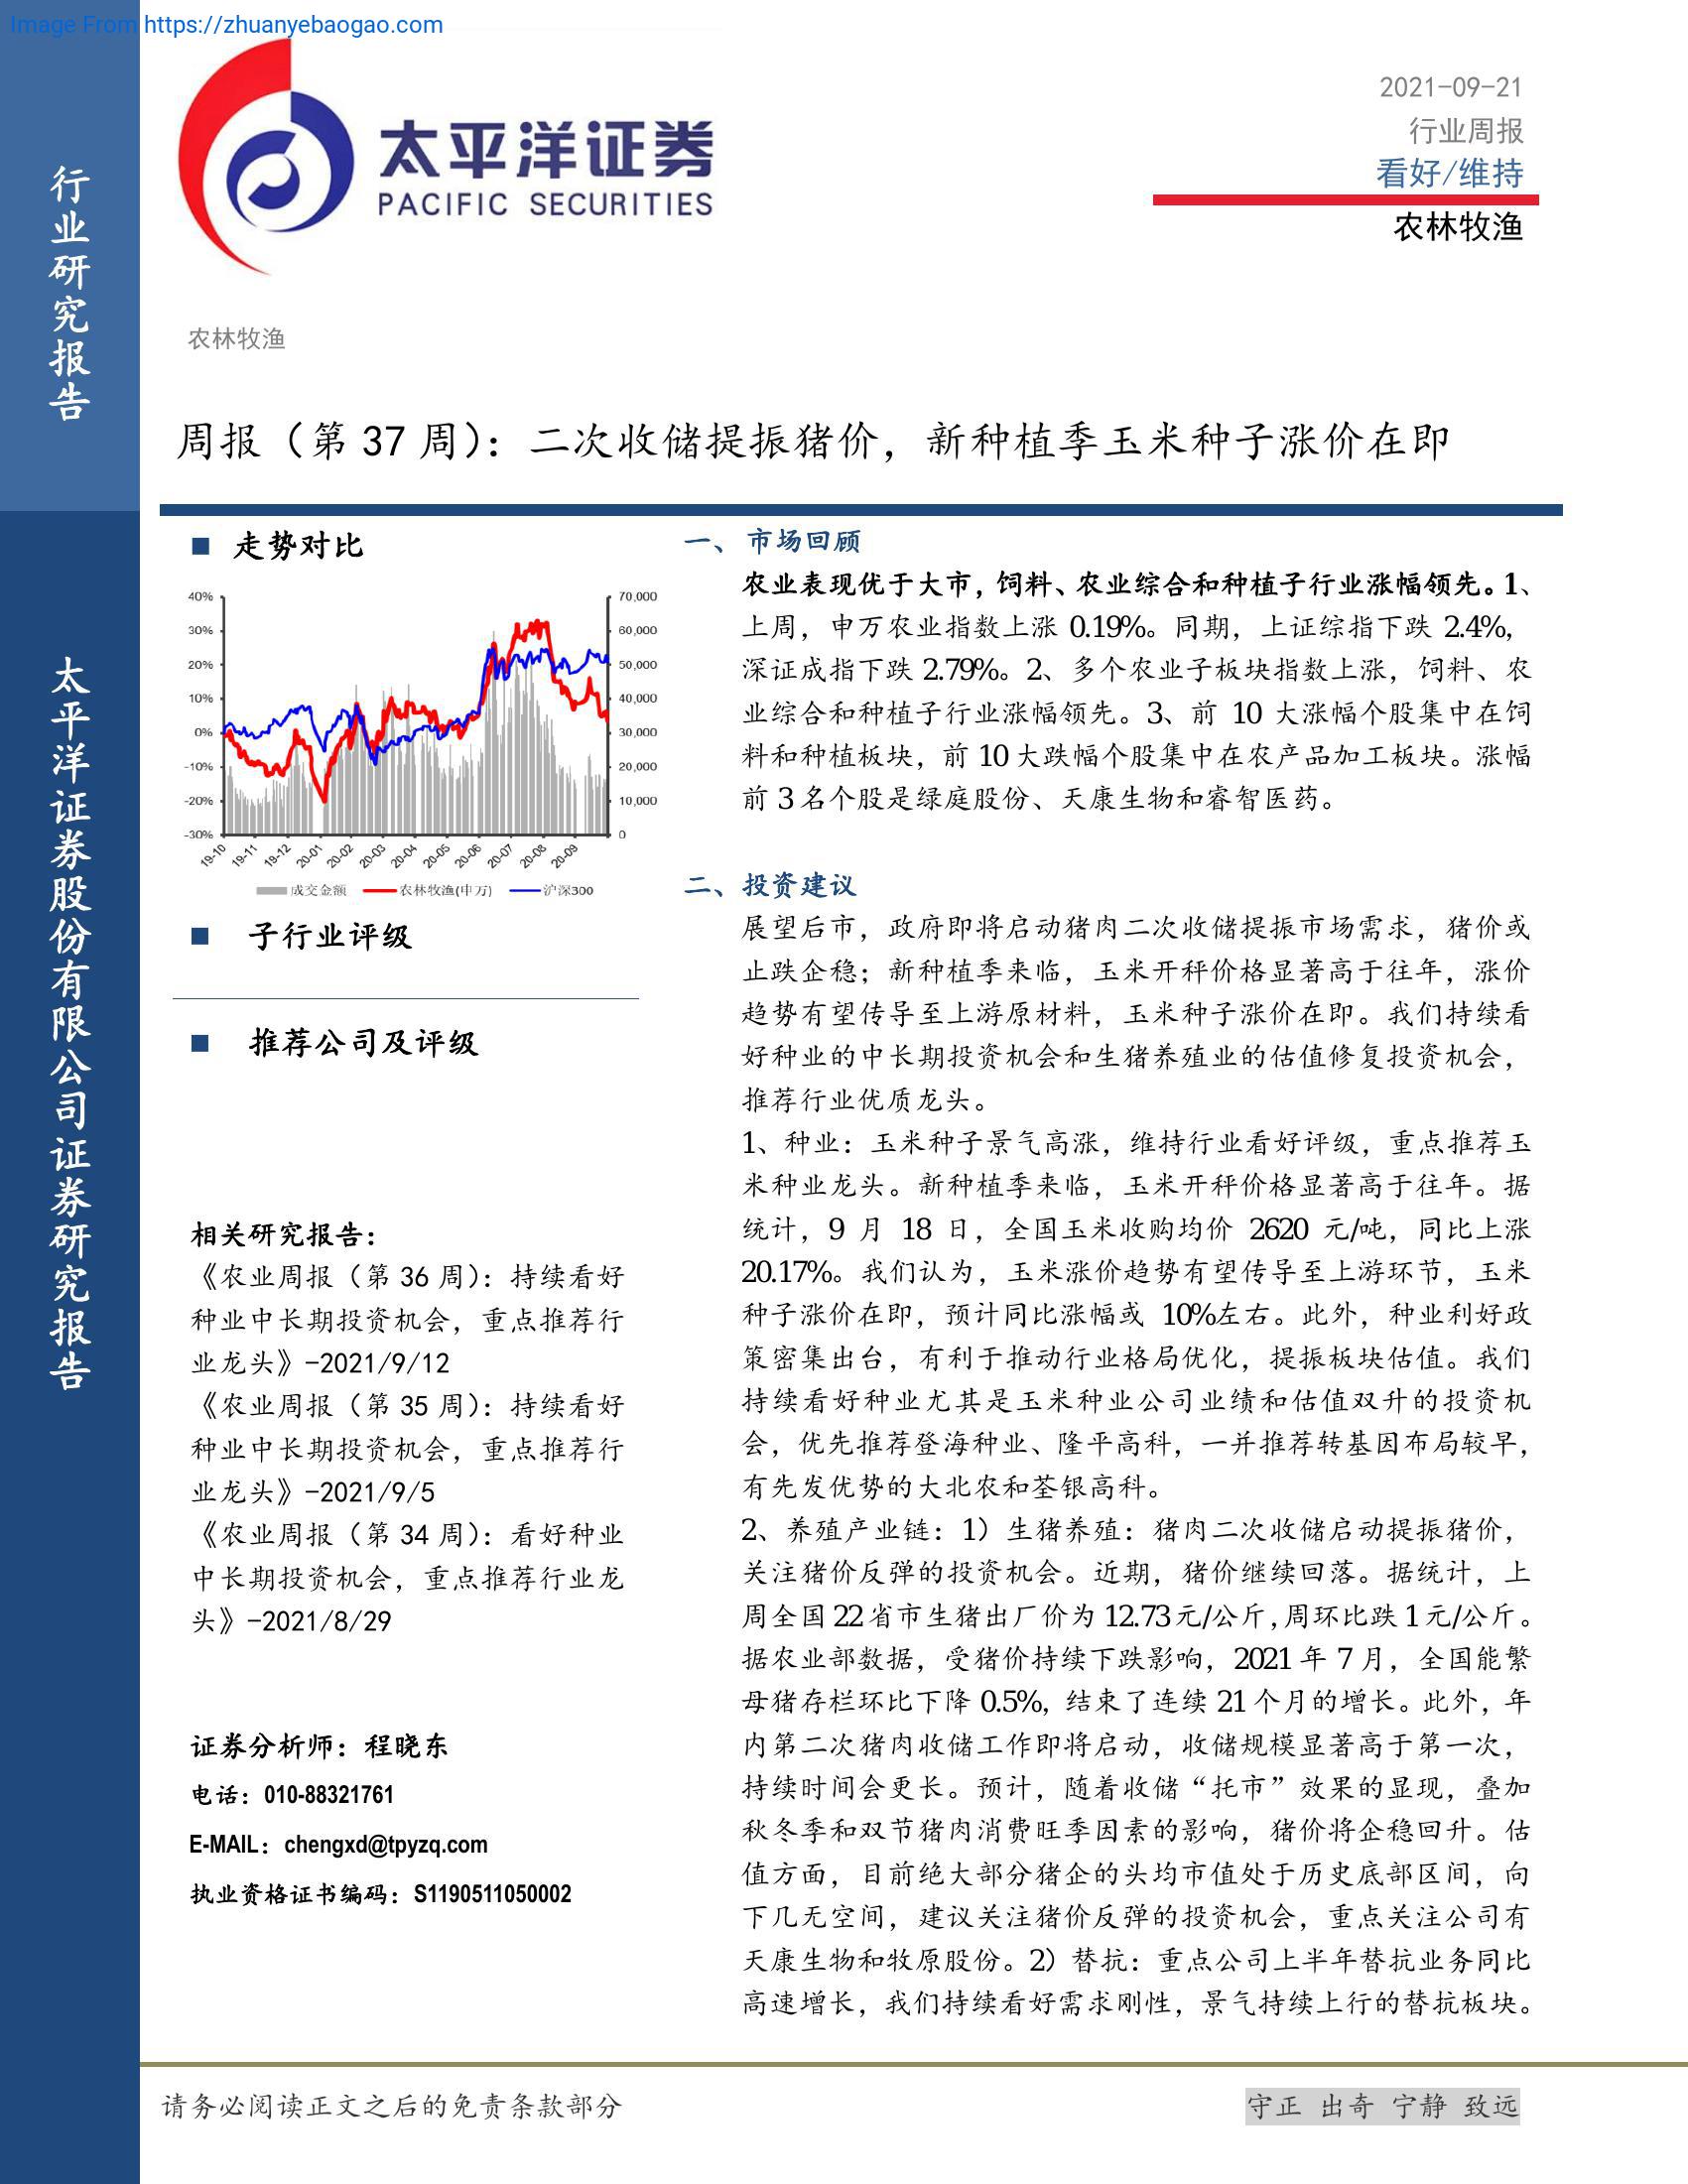 Image From https://zhuanyebaogao.com
行业研究报告
太平洋证券股份有限公司证券研究报告
太平洋证券
PACIFIC SECURITIES
2021-09-21
行业周报
看好/维持
农林牧渔
农林牧渔
周报（第 37 周）：二次收储提振猪价，新种植季玉米种子涨价在即
■ 走势对比
40%
30%
20%
10%
0%
-10%
-20%
-30%
70,000
60,000
50,000
40,000
30,000
20,000
10,000
0
19-10 19-11 19-12 20-01 20-02 20-03 20-04 20-05 20-06 20-07 20-08 20-09
成交金额 农林牧渔(申万) 沪深300
■ 子行业评级
■ 推荐公司及评级
相关研究报告：
《农业周报（第 36 周）：持续看好
种业中长期投资机会，重点推荐行
业龙头》-2021/9/12
《农业周报（第 35 周）：持续看好
种业中长期投资机会，重点推荐行
业龙头》-2021/9/5
《农业周报（第 34 周）：看好种业
中长期投资机会，重点推荐行业龙
头》-2021/8/29
证券分析师：程晓东
电话：010-88321761
E-MAIL：chengxd@tpyzq.com
执业资格证书编码：S1190511050002
一、市场回顾
农业表现优于大市，饲料、农业综合和种植子行业涨幅领先。1、
上周，申万农业指数上涨 0.19%。同期，上证综指下跌 2.4%，
深证成指下跌 2.79%。2、多个农业子板块指数上涨，饲料、农
业综合和种植子行业涨幅领先。3、前 10 大涨幅个股集中在饲
料和种植板块，前 10 大跌幅个股集中在农产品加工板块。涨幅
前 3 名个股是绿庭股份、天康生物和睿智医药。
二、投资建议
展望后市，政府即将启动猪肉二次收储提振市场需求，猪价或
止跌企稳；新种植季来临，玉米开秤价格显著高于往年，涨价
趋势有望传导至上游原材料，玉米种子涨价在即。我们持续看
好种业的中长期投资机会和生猪养殖业的估值修复投资机会，
推荐行业优质龙头。
1、种业：玉米种子景气高涨，维持行业看好评级，重点推荐玉
米种业龙头。新种植季来临，玉米开秤价格显著高于往年。据
统计，9 月 18 日，全国玉米收购均价 2620 元/吨，同比上涨
20.17%。我们认为，玉米涨价趋势有望传导至上游环节，玉米
种子涨价在即，预计同比涨幅或 10%左右。此外，种业利好政
策密集出台，有利于推动行业格局优化，提振板块估值。我们
持续看好种业尤其是玉米种业公司业绩和估值双升的投资机
会，优先推荐登海种业、隆平高科，一并推荐转基因布局较早，
有先发优势的大北农和荃银高科。
2、养殖产业链：1）生猪养殖：猪肉二次收储启动提振猪价，
关注猪价反弹的投资机会。近期，猪价继续回落。据统计，上
周全国 22 省市生猪出厂价为 12.73 元/公斤，周环比跌 1 元/公斤。
据农业部数据，受猪价持续下跌影响，2021 年 7 月，全国能繁
母猪存栏环比下降 0.5%，结束了连续 21 个月的增长。此外，年
内第二次猪肉收储工作即将启动，收储规模显著高于第一次，
持续时间会更长。预计，随着收储“托市”效果的显现，叠加
秋冬季和双节猪肉消费旺季因素的影响，猪价将企稳回升。估
值方面，目前绝大部分猪企的头均市值处于历史底部区间，向
下几无空间，建议关注猪价反弹的投资机会，重点关注公司有
天康生物和牧原股份。2）替抗：重点公司上半年替抗业务同比
高速增长，我们持续看好需求刚性，景气持续上行的替抗板块。
请务必阅读正文之后的免责条款部分
守正 出奇 宁静 致远